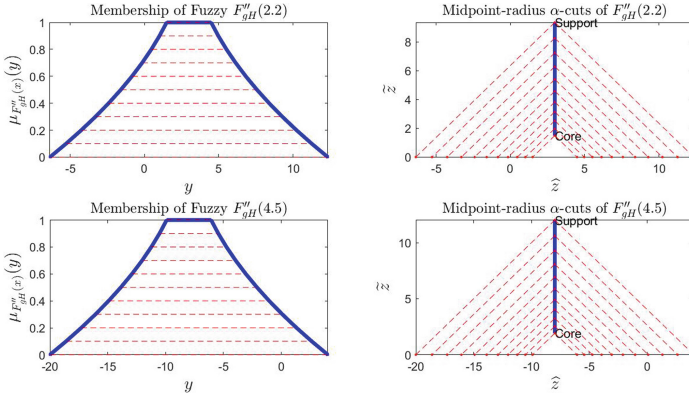 Membership of Fuzzy F''gH(2.2)
1
0.8
0.6
0.4
0.2
0
-5 0 5 10
y
μF''gH(x)(y)
Midpoint-radius α-cuts of F''gH(2.2)
8
6
4
2
0
-5 0 5 10
ẑ
z̃
Support
Core
Membership of Fuzzy F''gH(4.5)
1
0.8
0.6
0.4
0.2
0
-20 -15 -10 -5 0
y
μF''gH(x)(y)
Midpoint-radius α-cuts of F''gH(4.5)
10
5
0
-20 -15 -10 -5 0
ẑ
z̃
Support
Core